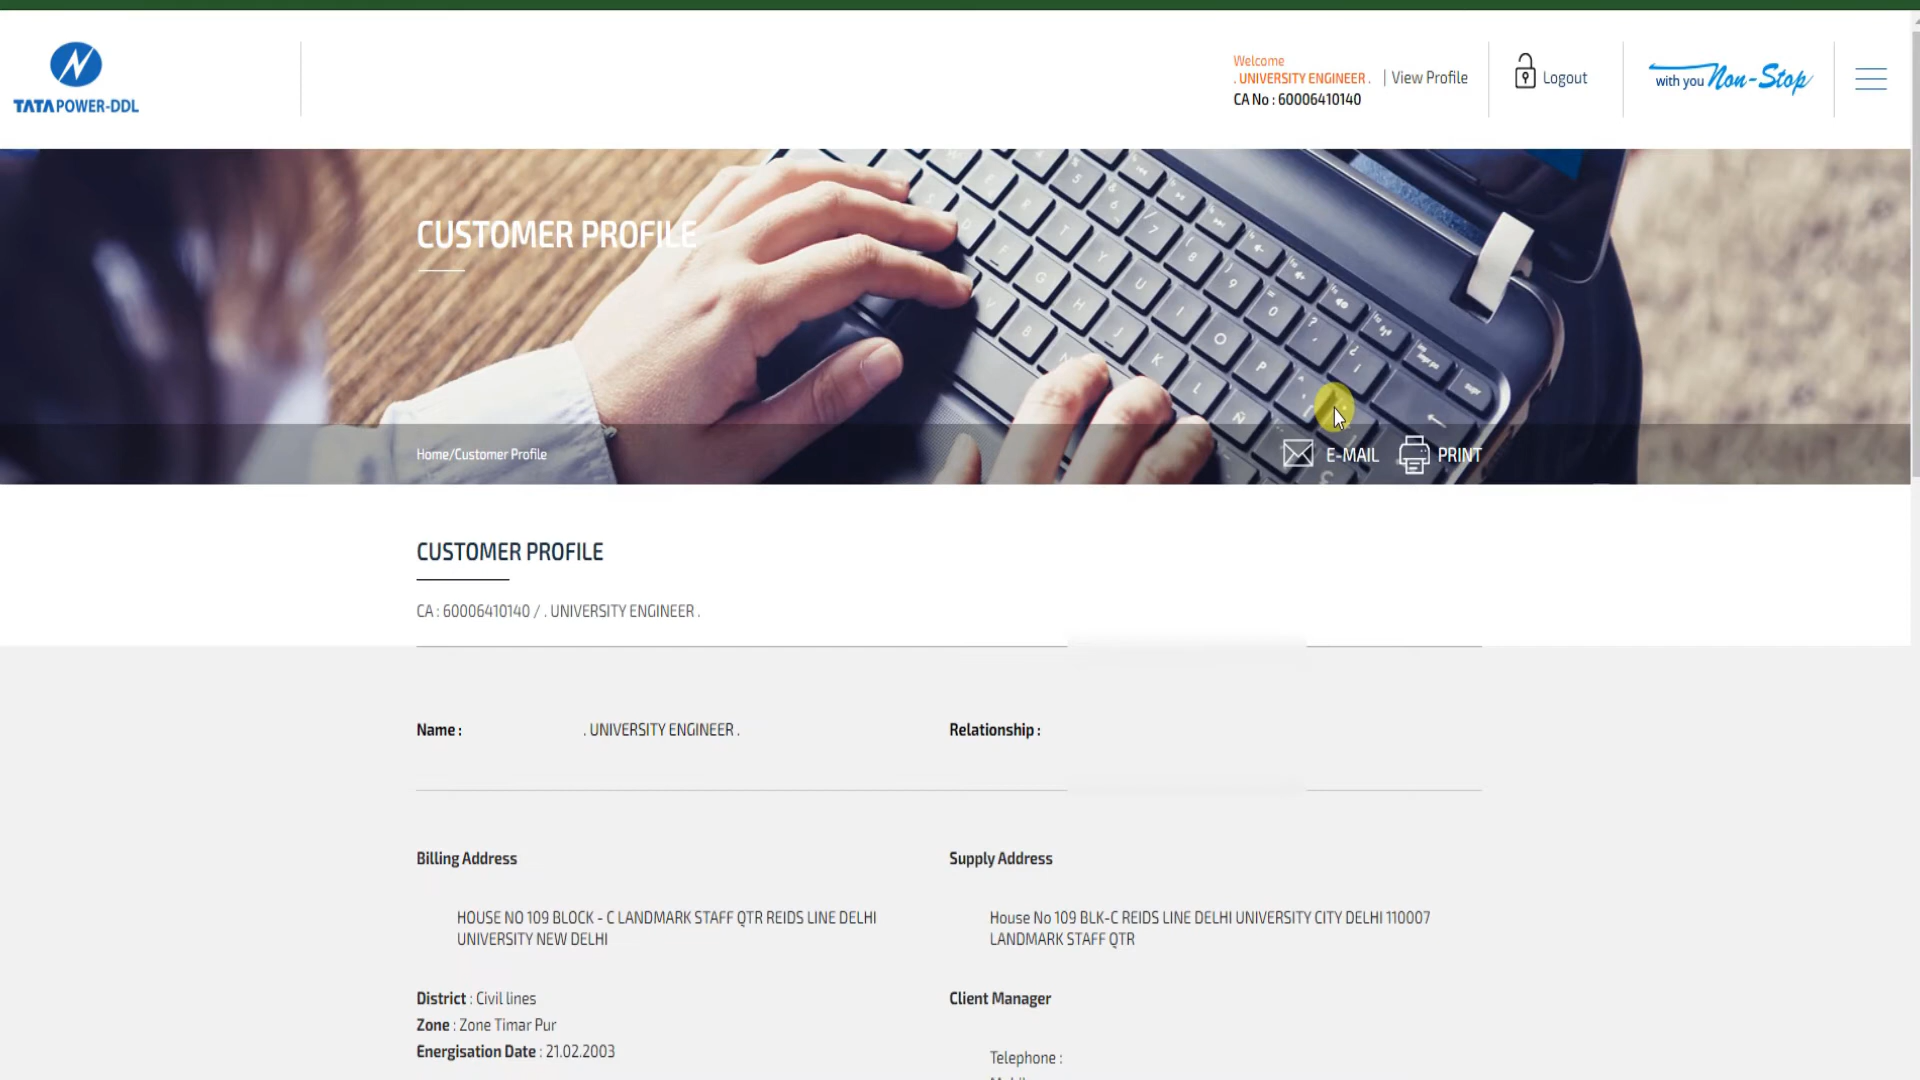 TATA POWER-DDL
Welcome
. UNIVERSITY ENGINEER .
| View Profile
CA No : 60006410140
Logout
with you Non-Stop
CUSTOMER PROFILE
Home/Customer Profile
E-MAIL
PRINT
CUSTOMER PROFILE
CA : 60006410140 / . UNIVERSITY ENGINEER .
Name :
. UNIVERSITY ENGINEER .
Relationship :
Billing Address
Supply Address
HOUSE NO 109 BLOCK - C LANDMARK STAFF QTR REIDS LINE DELHI
UNIVERSITY NEW DELHI
House No 109 BLK-C REIDS LINE DELHI UNIVERSITY CITY DELHI 110007
LANDMARK STAFF QTR
District : Civil lines
Zone : Zone Timar Pur
Energisation Date : 21.02.2003
Client Manager
Telephone :